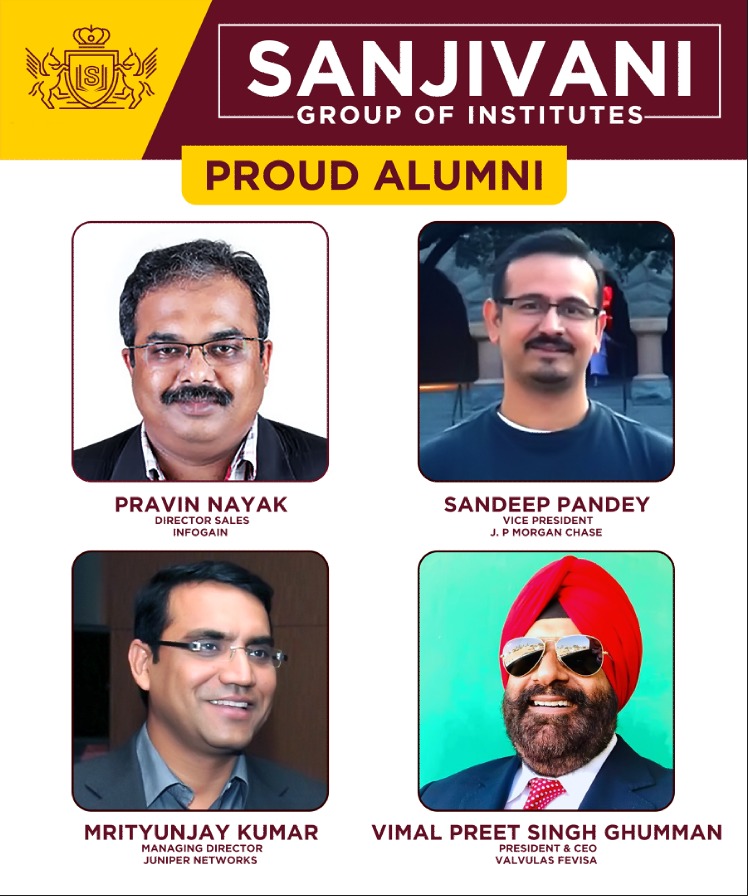 SANJIVANI
GROUP OF INSTITUTES
PROUD ALUMNI
PRAVIN NAYAK
DIRECTOR SALES
INFOGAIN
SANDEEP PANDEY
VICE PRESIDENT
J. P MORGAN CHASE
MRITYUNJAY KUMAR
MANAGING DIRECTOR
JUNIPER NETWORKS
VIMAL PREET SINGH GHUMMAN
PRESIDENT & CEO
VALVULAS FEVISA